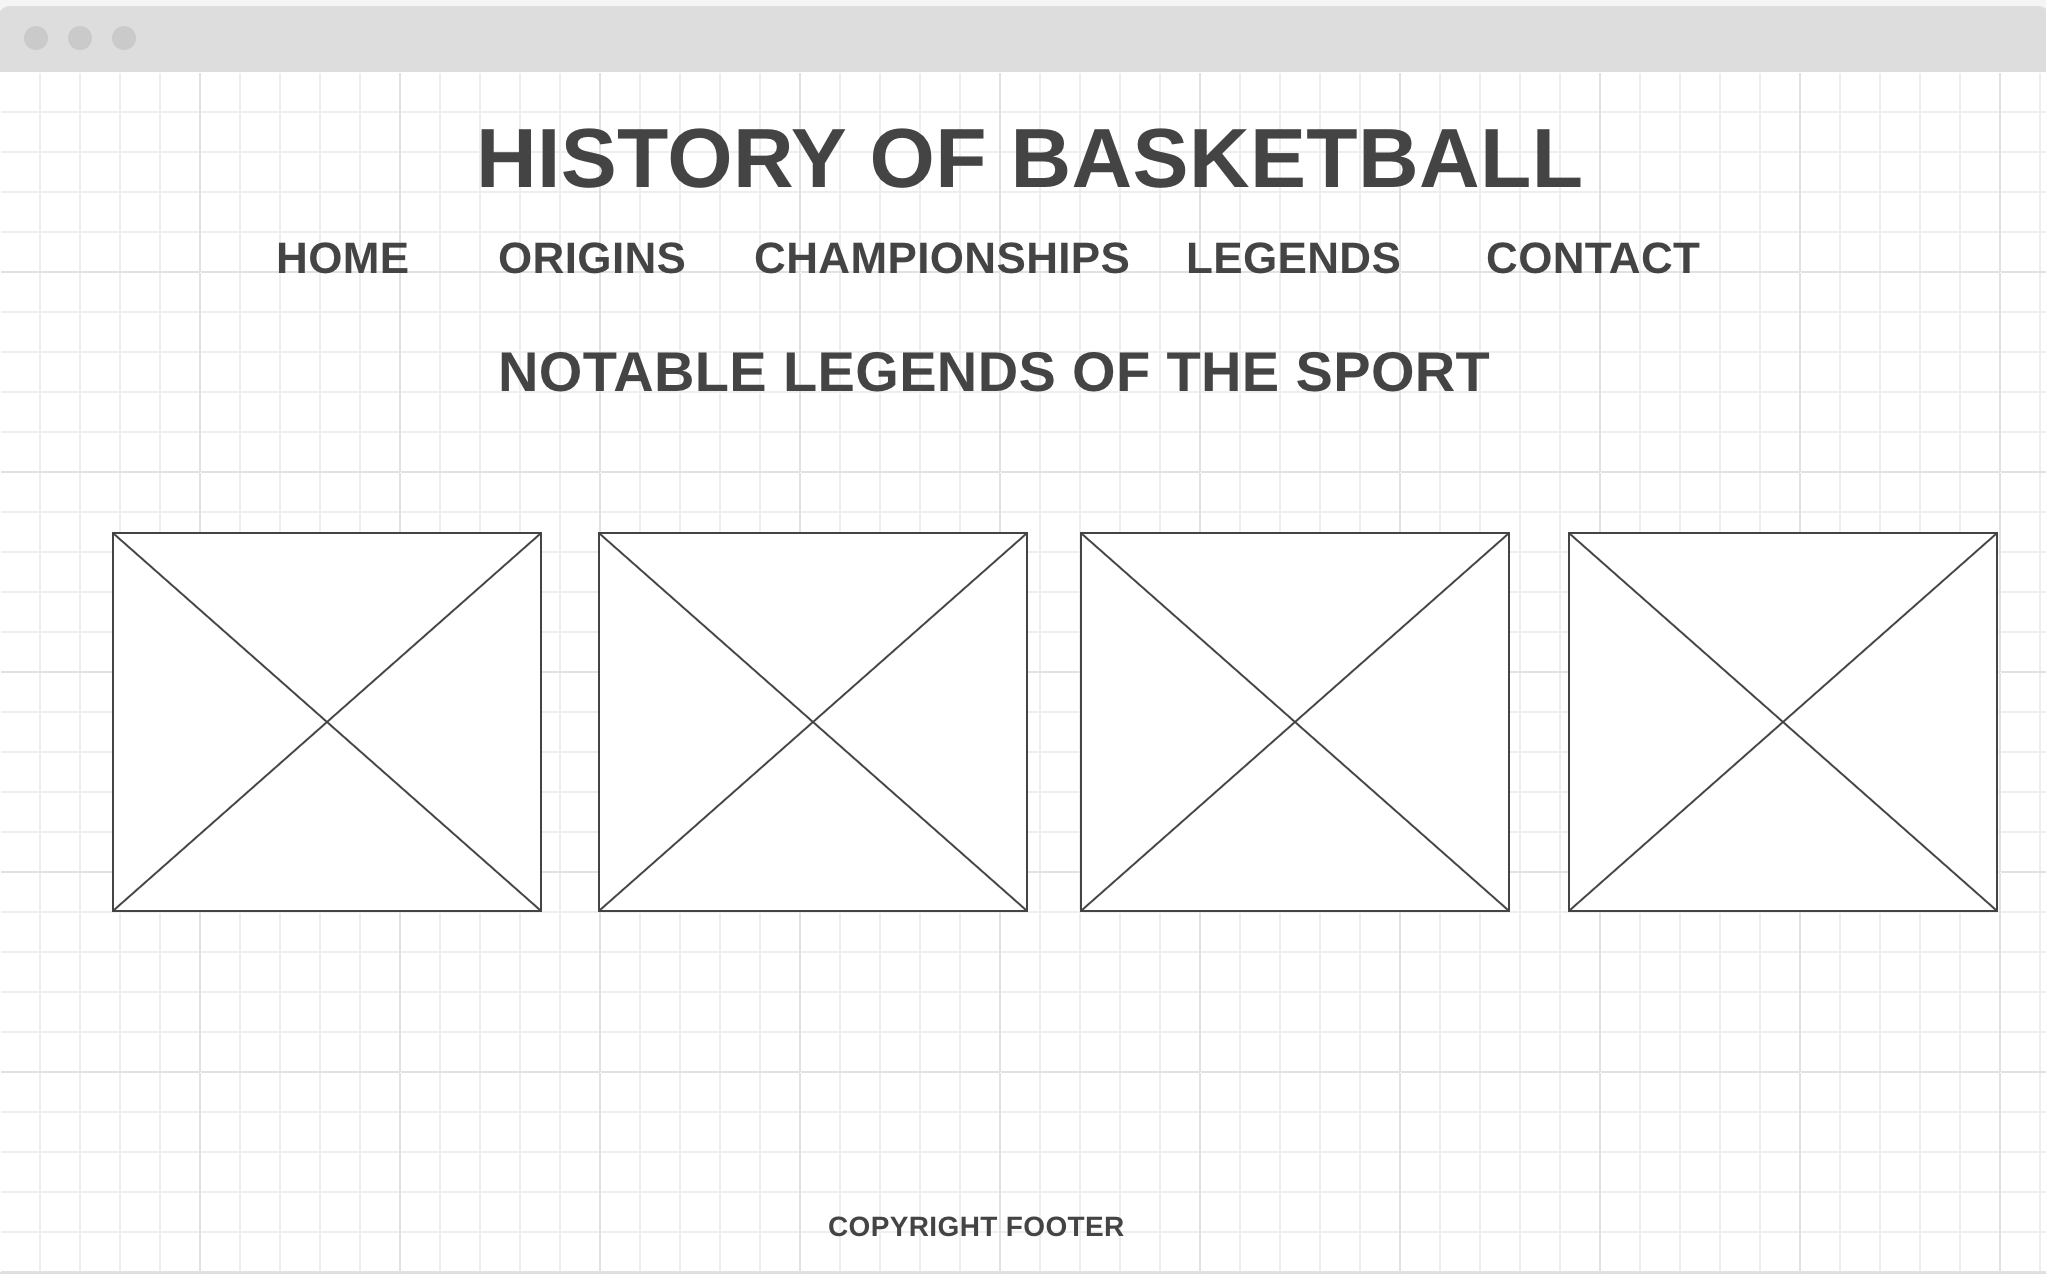 HISTORY OF BASKETBALL
HOME ORIGINS CHAMPIONSHIPS LEGENDS CONTACT
NOTABLE LEGENDS OF THE SPORT
COPYRIGHT FOOTER